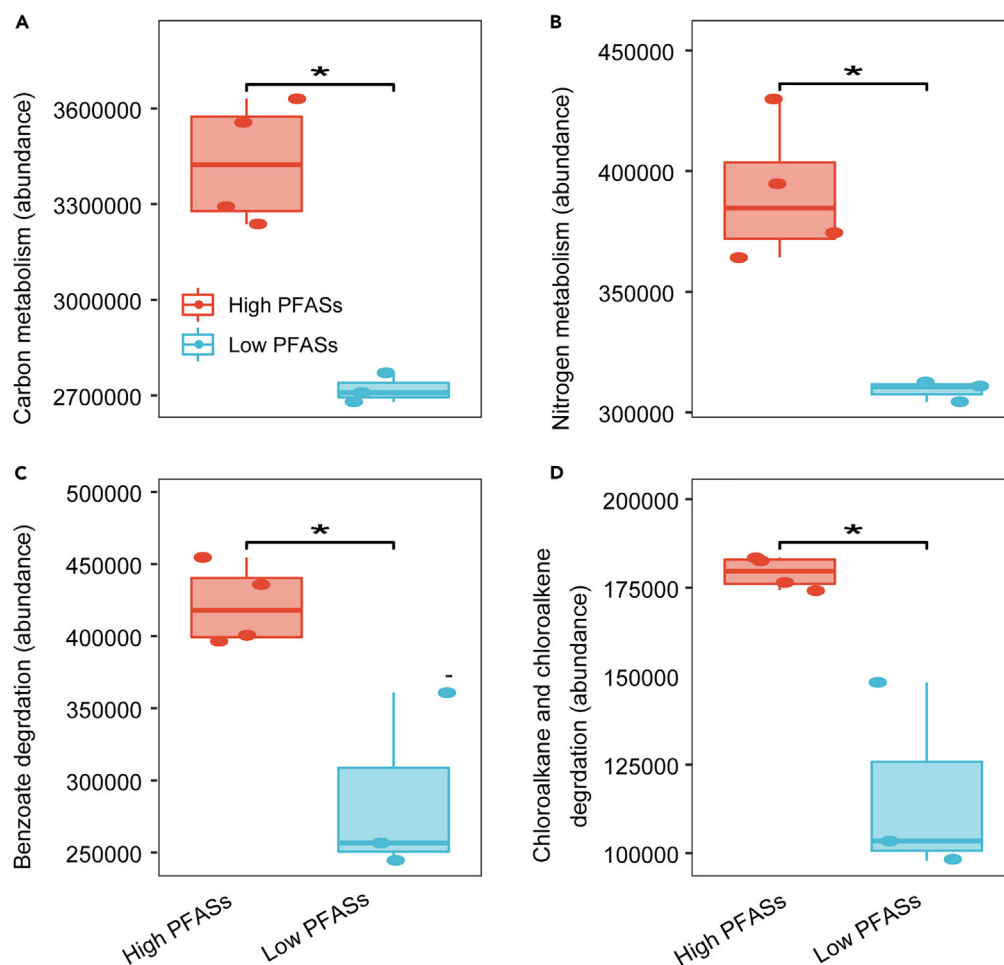 A
Carbon metabolism (abundance)
3600000
3300000
3000000
2700000
*
High PFASs
Low PFASs
B
Nitrogen metabolism (abundance)
450000
400000
350000
300000
*
C
Benzoate degrdation (abundance)
500000
450000
400000
350000
300000
250000
*
High PFASs
Low PFASs
D
Chloroalkane and chloroalkene
degrdation (abundance)
200000
175000
150000
125000
100000
*
High PFASs
Low PFASs